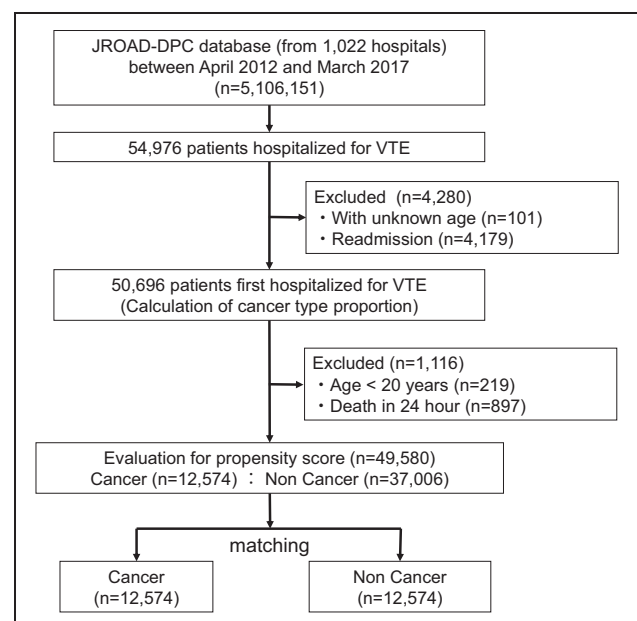 JROAD-DPC database (from 1,022 hospitals)
between April 2012 and March 2017
(n=5,106,151)
54,976 patients hospitalized for VTE
Excluded (n=4,280)
・With unknown age (n=101)
・Readmission (n=4,179)
50,696 patients first hospitalized for VTE
(Calculation of cancer type proportion)
Excluded (n=1,116)
・Age < 20 years (n=219)
・Death in 24 hour (n=897)
Evaluation for propensity score (n=49,580)
Cancer (n=12,574) : Non Cancer (n=37,006)
matching
Cancer
(n=12,574)
Non Cancer
(n=12,574)